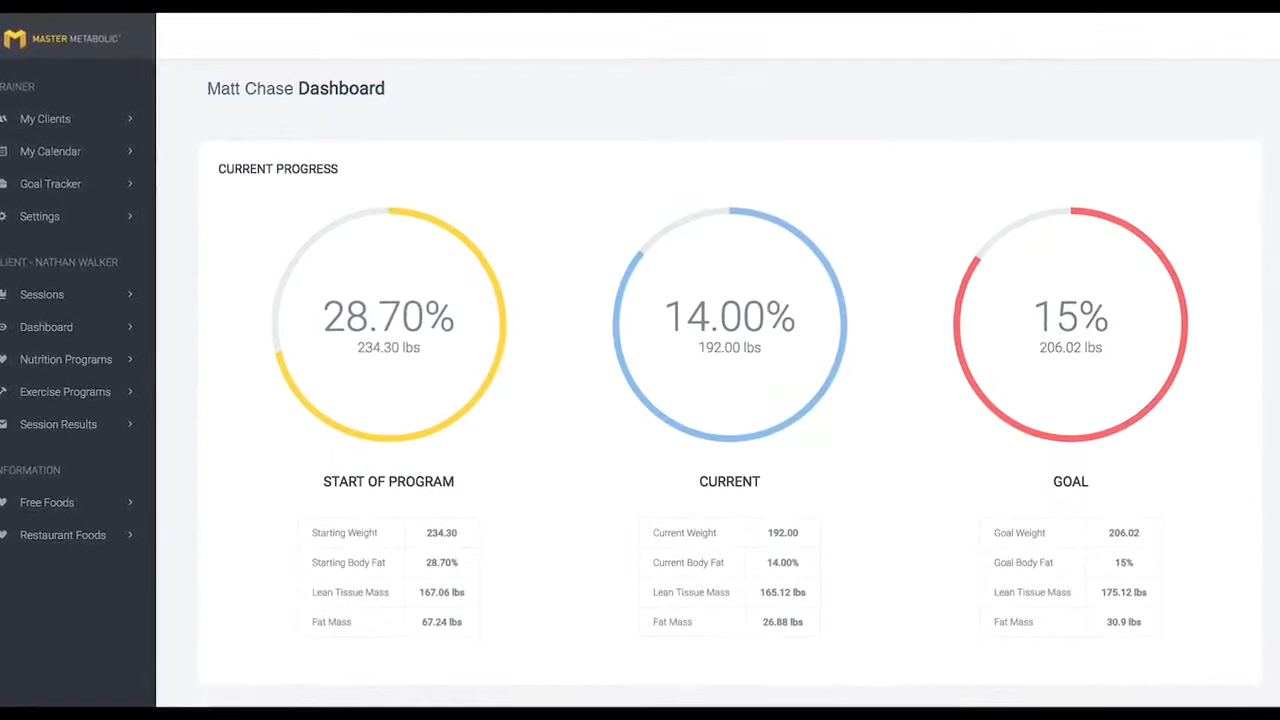 MASTER METABOLIC
RAINER
My Clients
My Calendar
Goal Tracker
Settings
LIENT - NATHAN WALKER
Sessions
Dashboard
Nutrition Programs
Exercise Programs
Session Results
NFORMATION
Free Foods
Restaurant Foods
Matt Chase Dashboard
CURRENT PROGRESS
28.70%
234.30 lbs
START OF PROGRAM
Starting Weight 234.30
Starting Body Fat 28.70%
Lean Tissue Mass 167.06 lbs
Fat Mass 67.24 lbs
14.00%
192.00 lbs
CURRENT
Current Weight 192.00
Current Body Fat 14.00%
Lean Tissue Mass 165.12 lbs
Fat Mass 26.88 lbs
15%
206.02 lbs
GOAL
Goal Weight 206.02
Goal Body Fat 15%
Lean Tissue Mass 175.12 lbs
Fat Mass 30.9 lbs